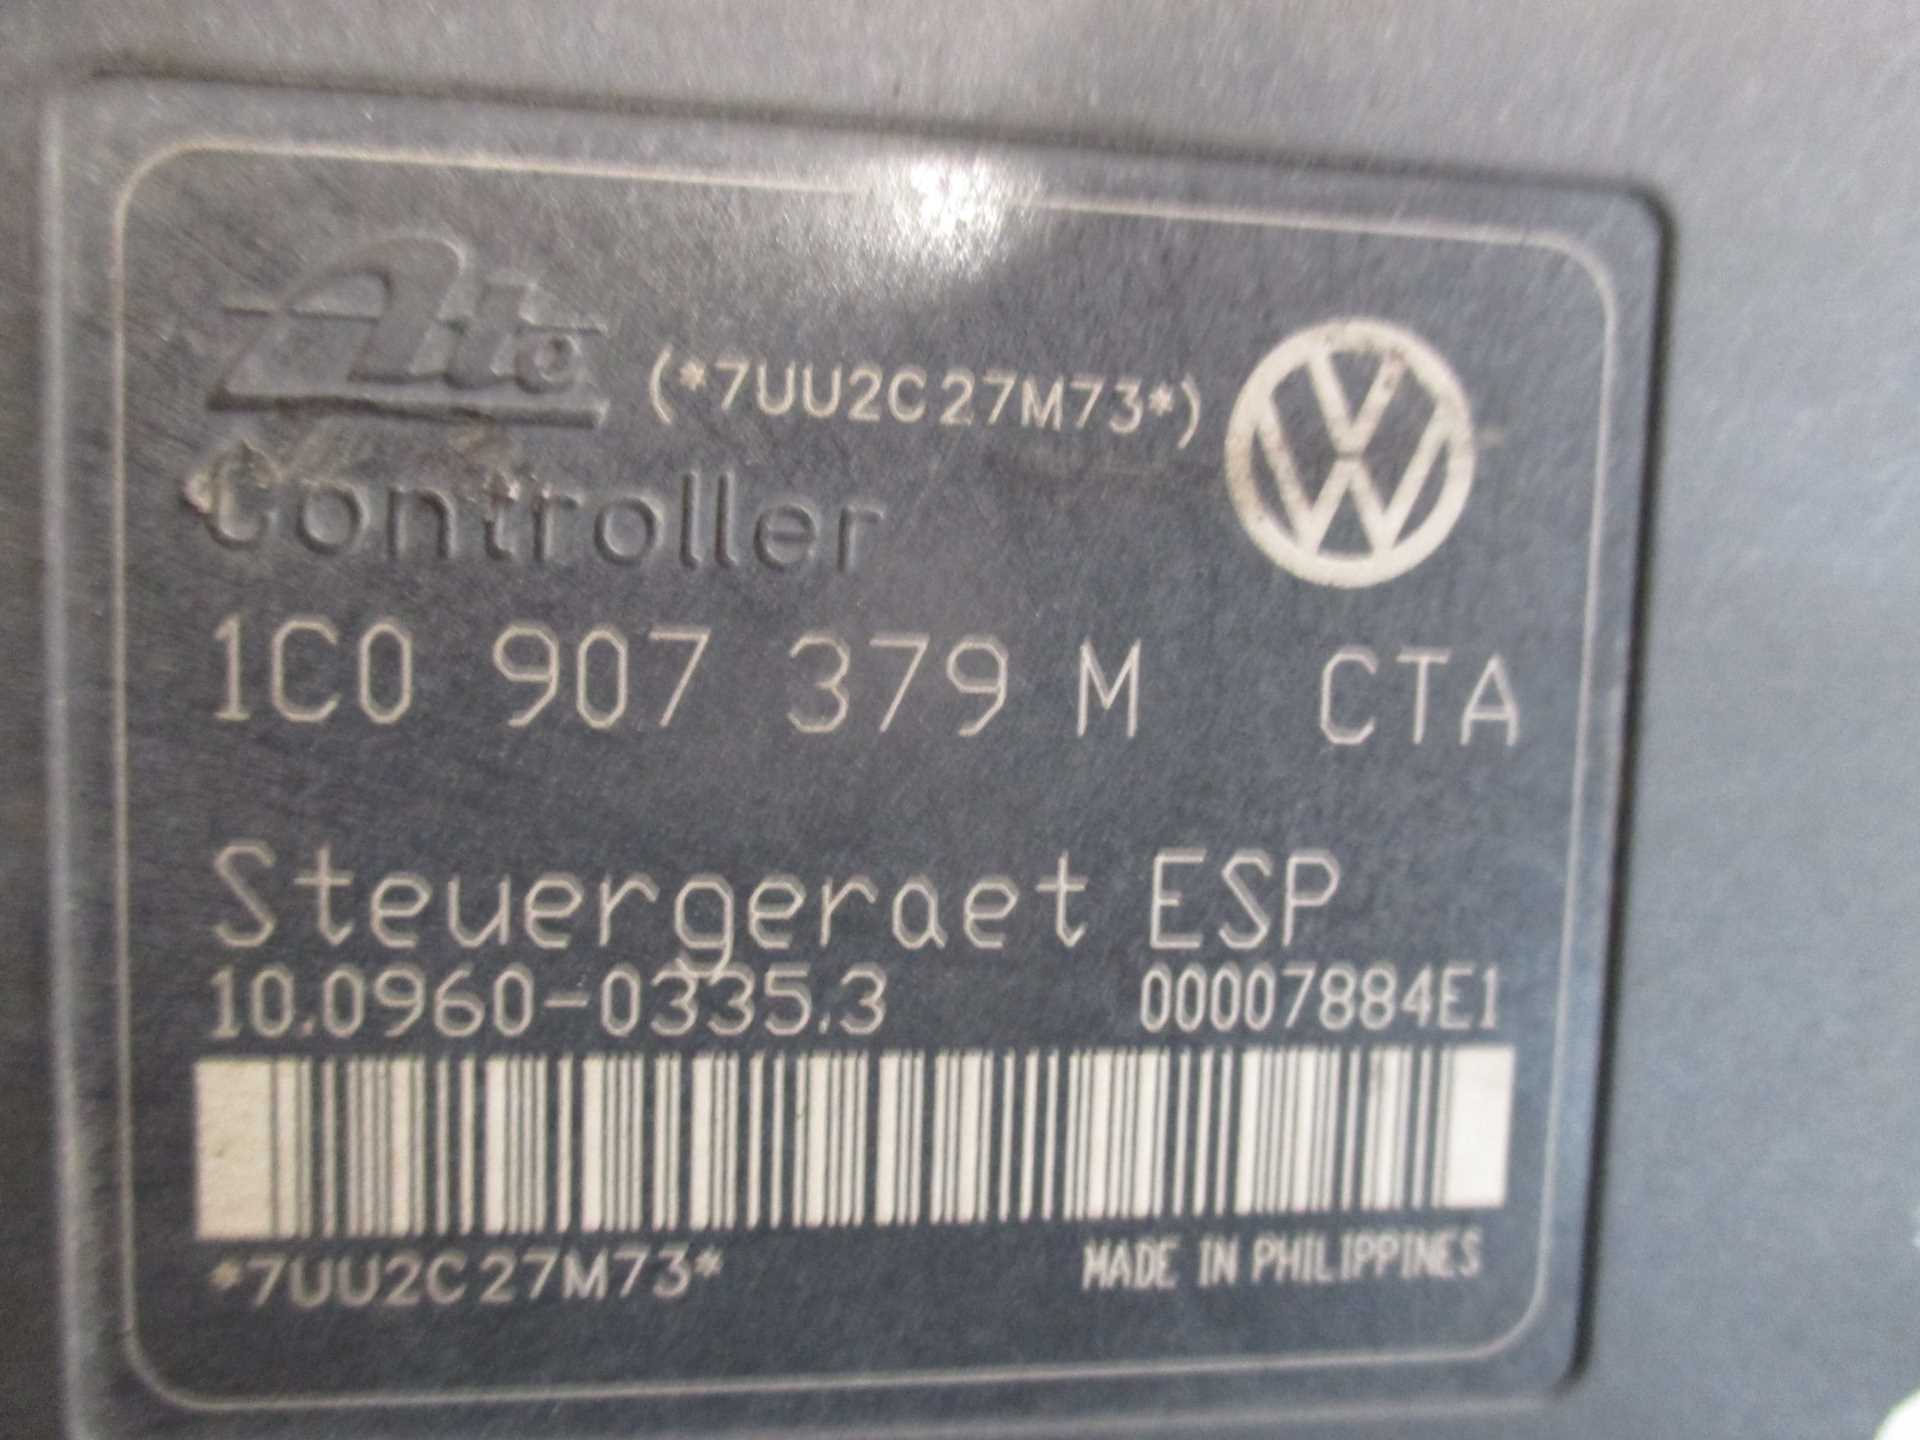 Ate (*7UU2C27M73*)
Controller
1C0 907 379 M CTA
Steuergeraet ESP
10.0960-0335.3 00007884E1
*7UU2C27M73* MADE IN PHILIPPINES